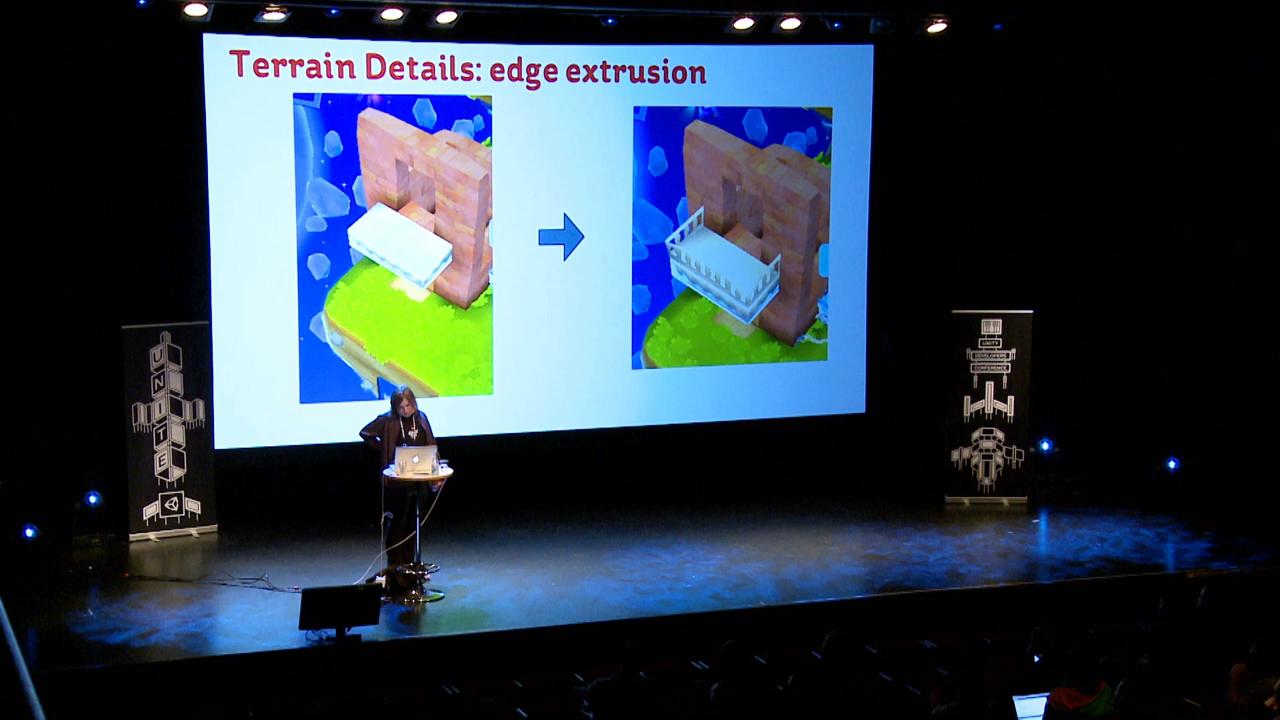 Terrain Details: edge extrusion
UNITE
UNITY
DEVELOPERS
CONFERENCE